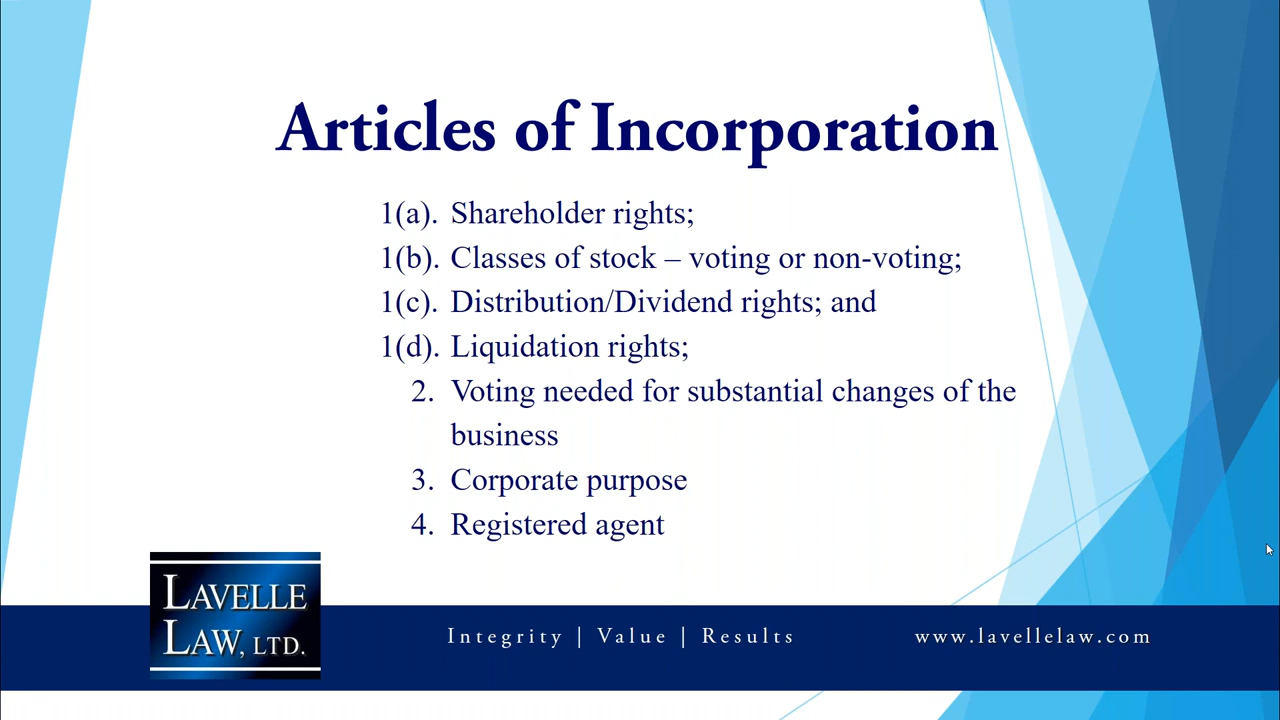 Articles of Incorporation
1(a). Shareholder rights;
1(b). Classes of stock – voting or non-voting;
1(c). Distribution/Dividend rights; and
1(d). Liquidation rights;
2. Voting needed for substantial changes of the
business
3. Corporate purpose
4. Registered agent
LAVELLE
LAW, LTD.
Integrity | Value | Results
www.lavellelaw.com